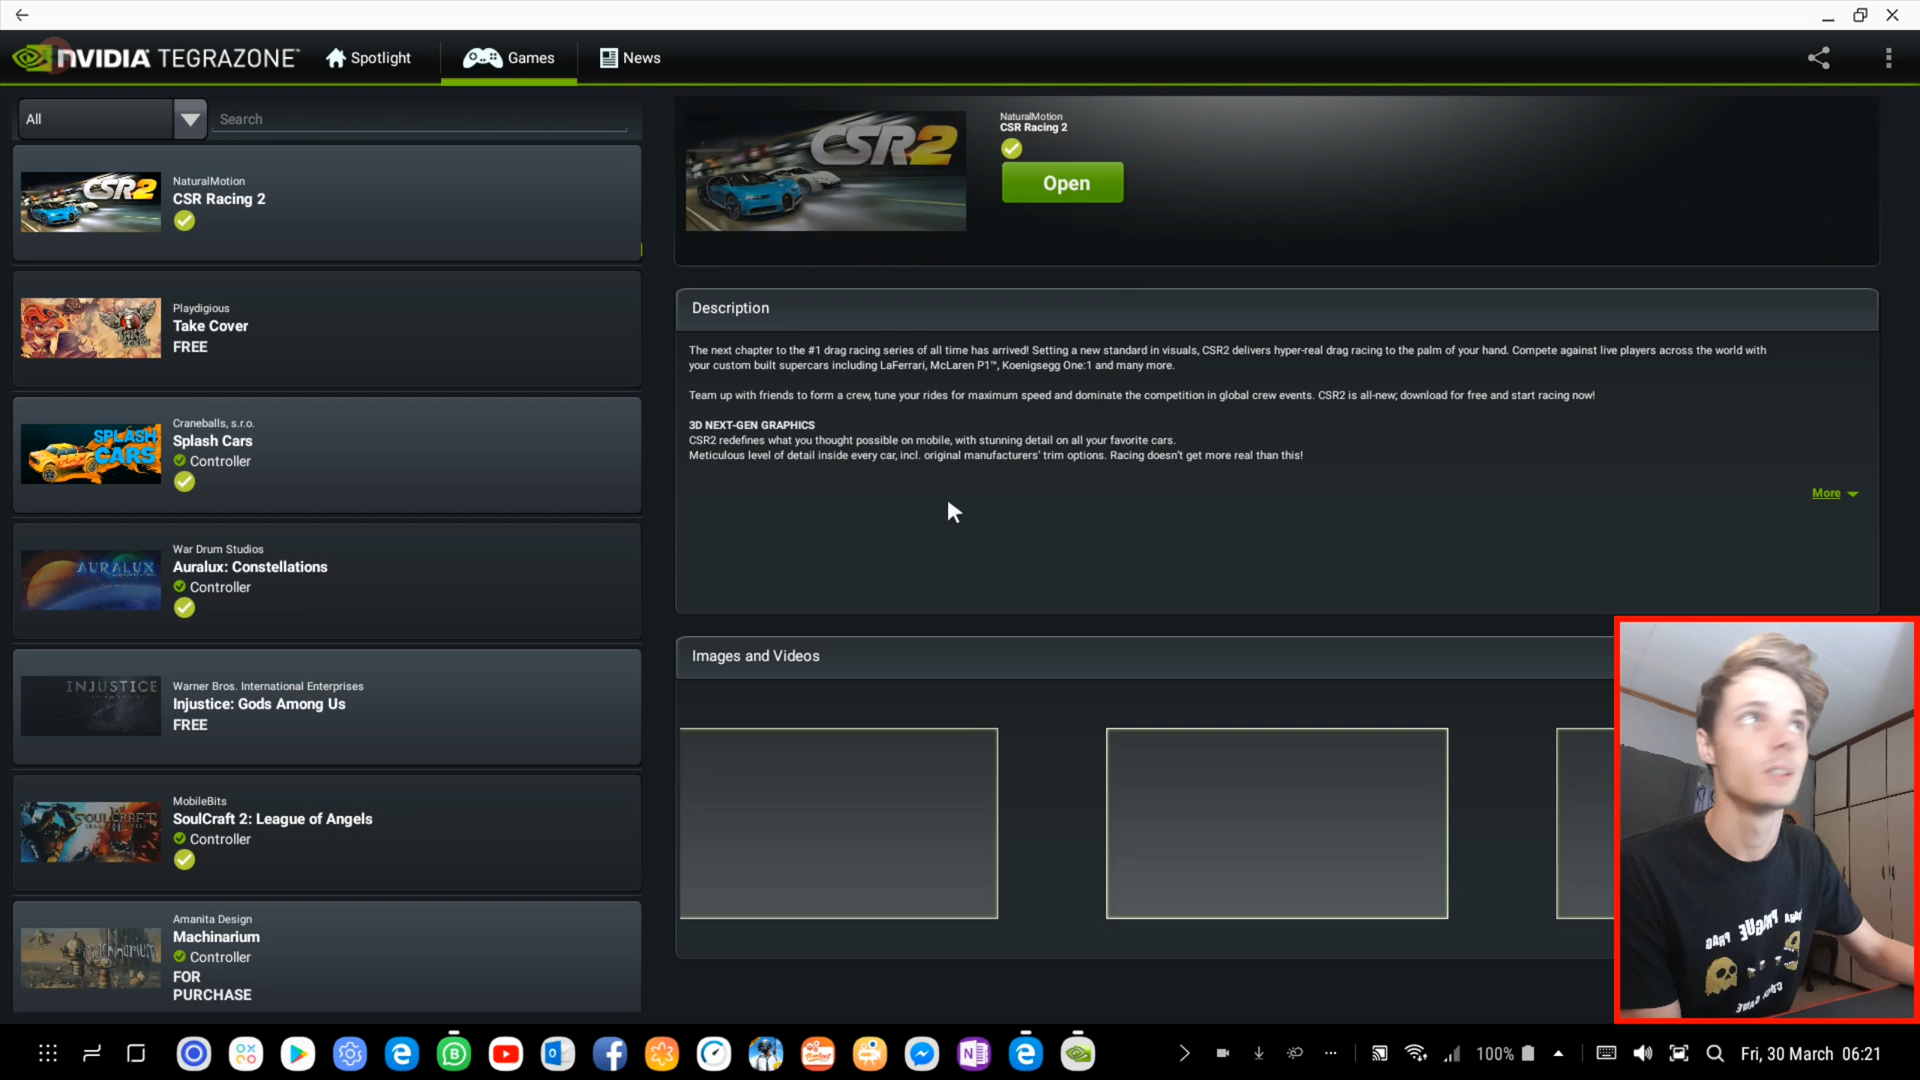 NVIDIA TEGRAZONE™
Spotlight
Games
News
All
Search
CSR2
NaturalMotion
CSR Racing 2
Playdigious
Take Cover
FREE
SPLASH
CARS
Craneballs, s.r.o.
Splash Cars
Controller
AURALUX
War Drum Studios
Auralux: Constellations
Controller
INJUSTICE
Warner Bros. International Enterprises
Injustice: Gods Among Us
FREE
SOULCRAFT
MobileBits
SoulCraft 2: League of Angels
Controller
Amanita Design
Machinarium
Controller
FOR
PURCHASE
CSR2
NaturalMotion
CSR Racing 2
Open
Description
The next chapter to the #1 drag racing series of all time has arrived! Setting a new standard in visuals, CSR2 delivers hyper-real drag racing to the palm of your hand. Compete against live players across the world with
your custom built supercars including LaFerrari, McLaren P1™, Koenigsegg One:1 and many more.
Team up with friends to form a crew, tune your rides for maximum speed and dominate the competition in global crew events. CSR2 is all-new; download for free and start racing now!
3D NEXT-GEN GRAPHICS
CSR2 redefines what you thought possible on mobile, with stunning detail on all your favorite cars.
Meticulous level of detail inside every car, incl. original manufacturers' trim options. Racing doesn't get more real than this!
More
Images and Videos
PRAGUE
100%
Fri, 30 March 06:21